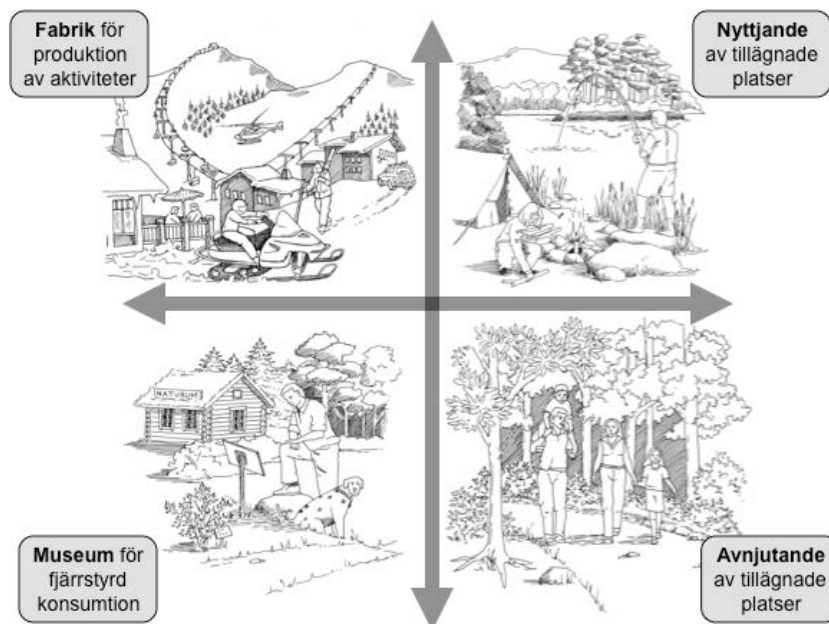 Fabrik för
produktion
av aktiviteter
Nyttjande
av tillägnade
platser
NATURUM
Museum för
fjärrstyrd
konsumtion
Avnjutande
av tillägnade
platser